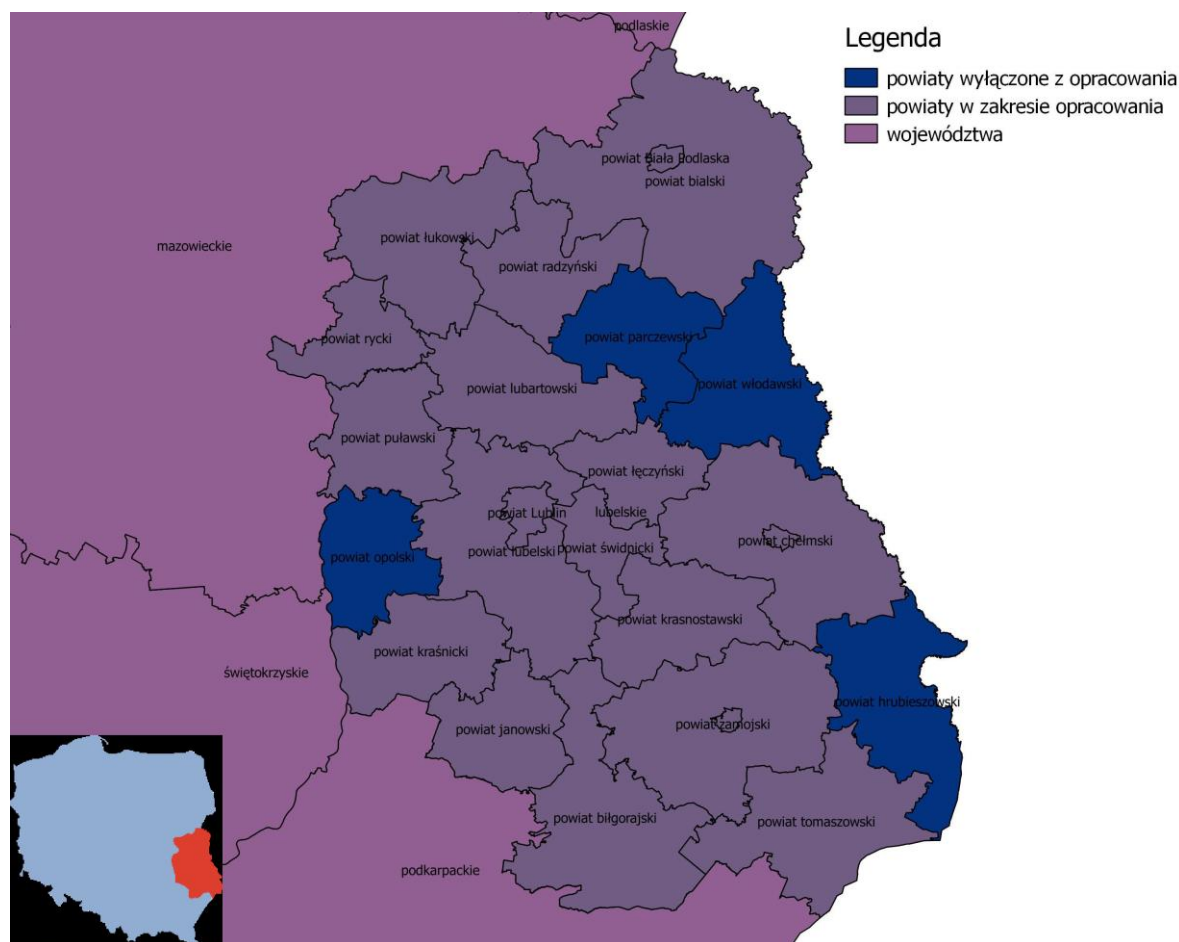 podlaskie
Legenda
powiaty wyłączone z opracowania
powiaty w zakresie opracowania
województwa
powiat Biała Podlaska
powiat bialski
mazowieckie
powiat łukowski
powiat radzyński
powiat rycki
powiat parczewski
powiat włodawski
powiat lubartowski
powiat puławski
powiat łęczyński
powiat Lublin
lubelskie
powiat chełmski
powiat opolski
powiat lubelski
powiat świdnicki
powiat krasnostawski
powiat kraśnicki
świętokrzyskie
powiat janowski
powiat zamojski
powiat hrubieszowski
powiat biłgorajski
powiat tomaszowski
podkarpackie